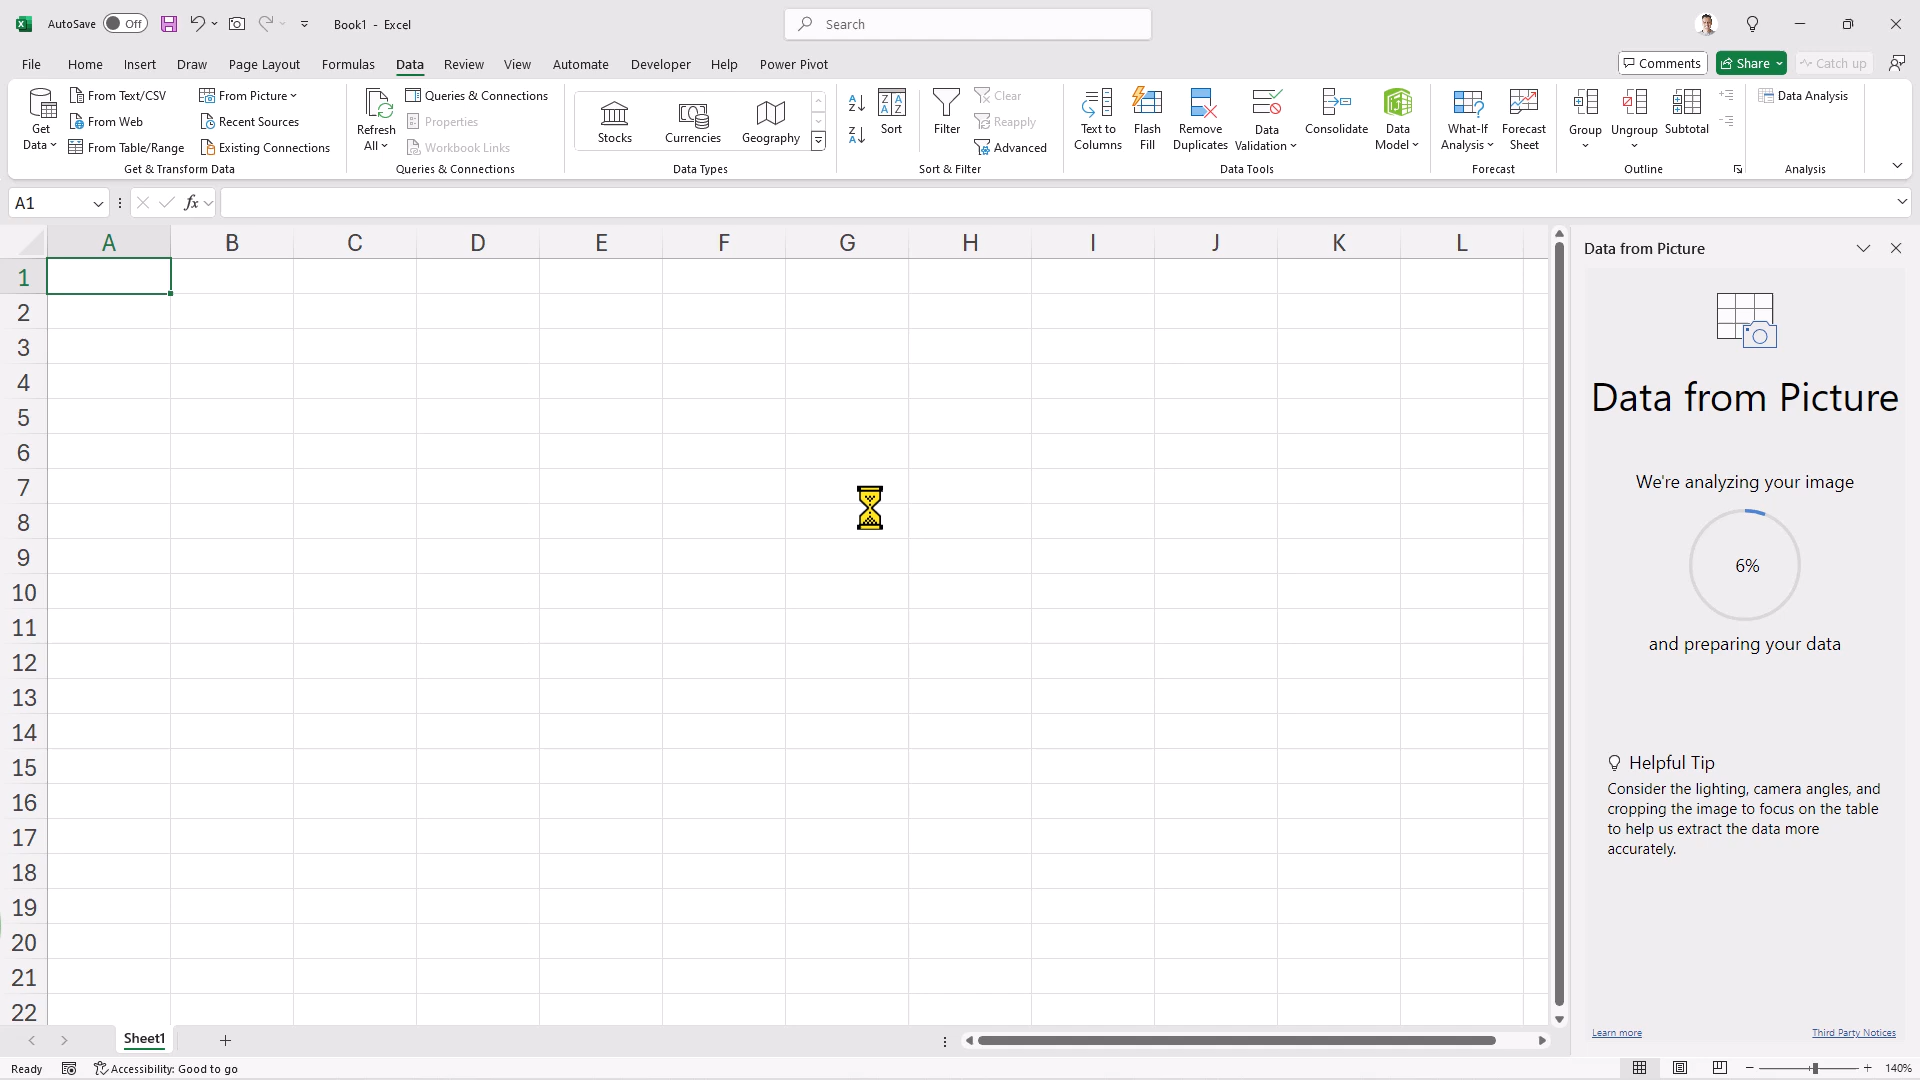 AutoSave Off Book1 - Excel Search
File Home Insert Draw Page Layout Formulas Data Review View Automate Developer Help Power Pivot Comments Share Catch up
Get Data
From Text/CSV
From Web
From Table/Range
From Picture
Recent Sources
Existing Connections
Get & Transform Data
Refresh All
Queries & Connections
Properties
Workbook Links
Queries & Connections
Stocks
Currencies
Geography
Data Types
Sort
Filter
Clear
Reapply
Advanced
Sort & Filter
Text to Columns
Flash Fill
Remove Duplicates
Data Validation
Consolidate
Data Model
Data Tools
What-If Analysis
Forecast Sheet
Forecast
Group
Ungroup
Subtotal
Outline
Data Analysis
Analysis
A1 fx
A B C D E F G H I J K L
1
2
3
4
5
6
7
8
9
10
11
12
13
14
15
16
17
18
19
20
21
22
Data from Picture
Data from Picture
We're analyzing your image
6%
and preparing your data
Helpful Tip
Consider the lighting, camera angles, and
cropping the image to focus on the table
to help us extract the data more
accurately.
Learn more Third Party Notices
Sheet1
Ready Accessibility: Good to go 140%